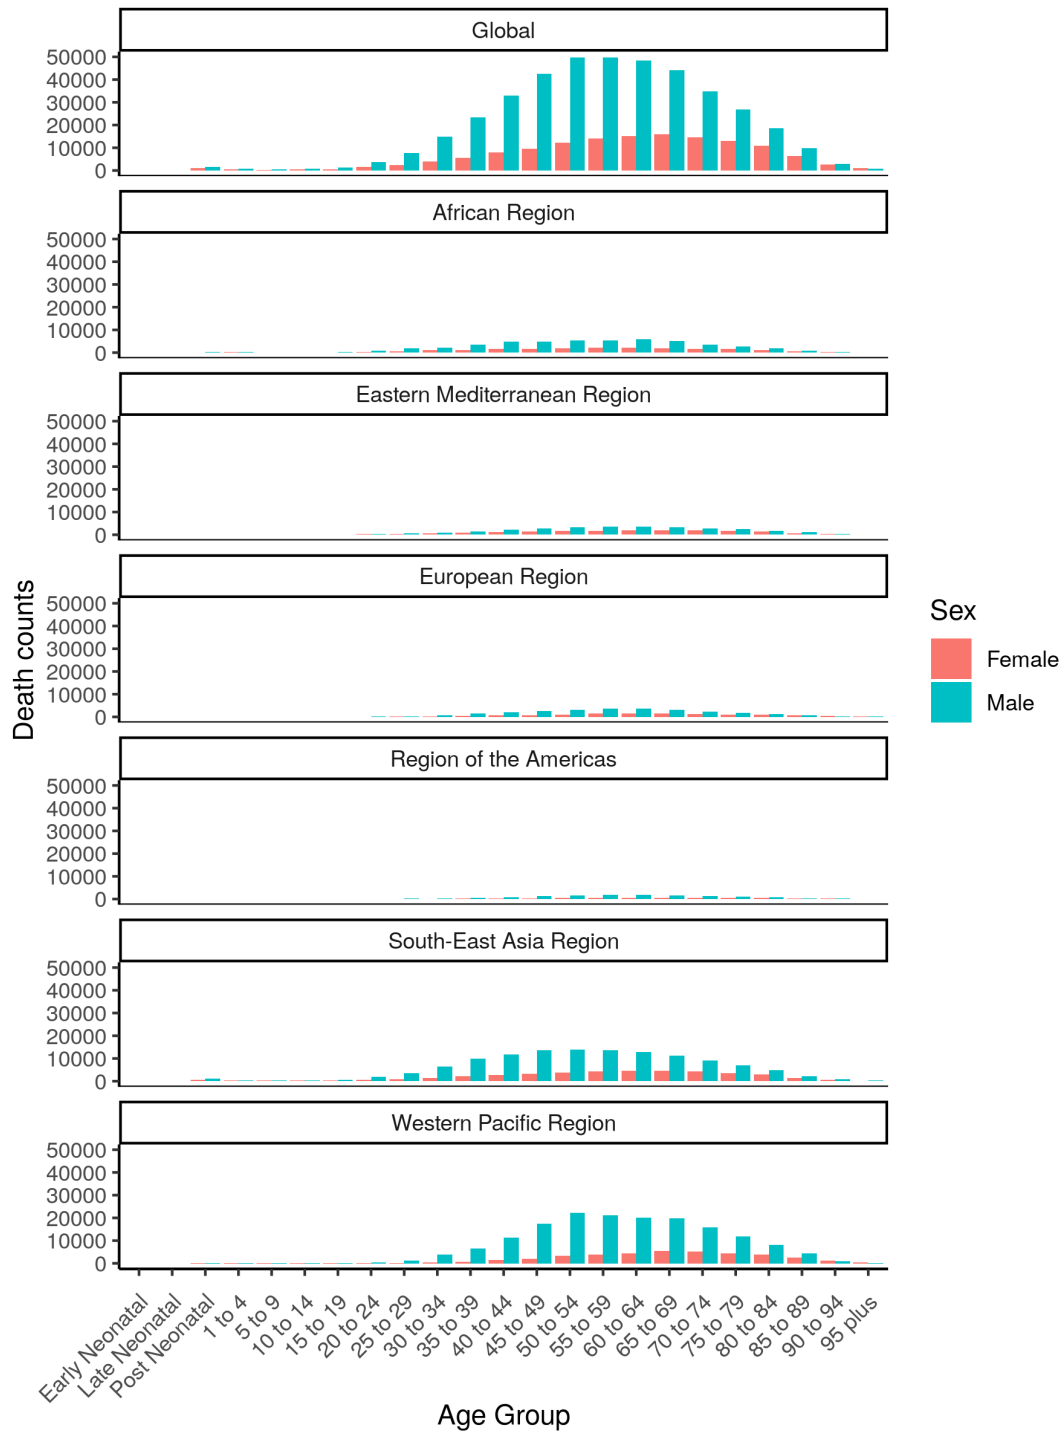 Global
50000
40000
30000
20000
10000
0
African Region
50000
40000
30000
20000
10000
0
Eastern Mediterranean Region
50000
40000
30000
20000
10000
0
European Region
50000
40000
30000
20000
10000
0
Region of the Americas
50000
40000
30000
20000
10000
0
South-East Asia Region
50000
40000
30000
20000
10000
0
Western Pacific Region
50000
40000
30000
20000
10000
0
Early Neonatal
Late Neonatal
Post Neonatal
1 to 4
5 to 9
10 to 14
15 to 19
20 to 24
25 to 29
30 to 34
35 to 39
40 to 44
45 to 49
50 to 54
55 to 59
60 to 64
65 to 69
70 to 74
75 to 79
80 to 84
85 to 89
90 to 94
95 plus
Age Group
Death counts
Sex
Female
Male